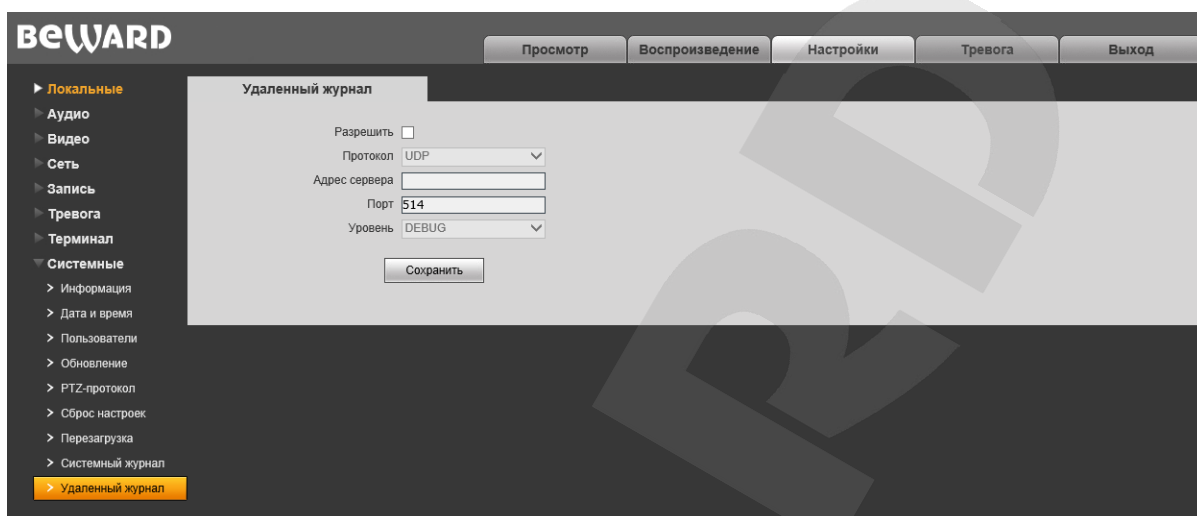 BEWARD
Просмотр
Воспроизведение
Настройки
Тревога
Выход
Локальные
Аудио
Видео
Сеть
Запись
Тревога
Терминал
Системные
Информация
Дата и время
Пользователи
Обновление
PTZ-протокол
Сброс настроек
Перезагрузка
Системный журнал
Удаленный журнал
Удаленный журнал
Разрешить
Протокол UDP
Адрес сервера
Порт 514
Уровень DEBUG
Сохранить
RD